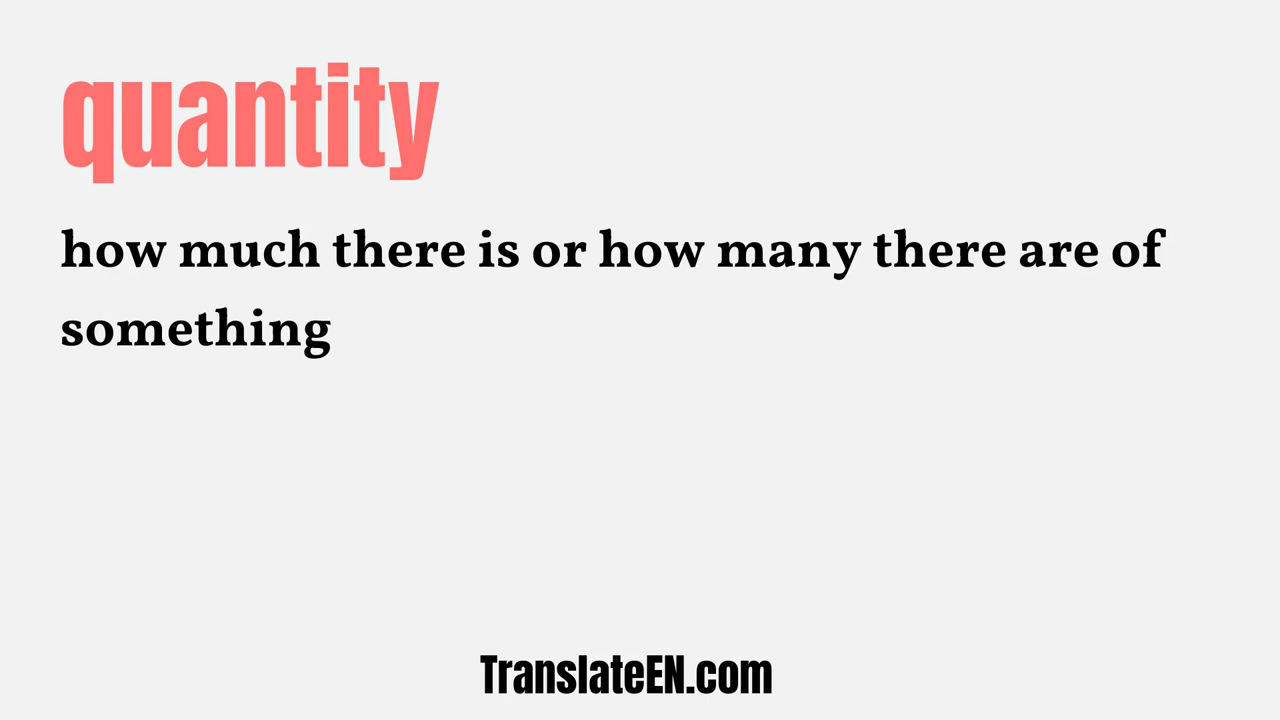 quantity
how much there is or how many there are of
something
TranslateEN.com